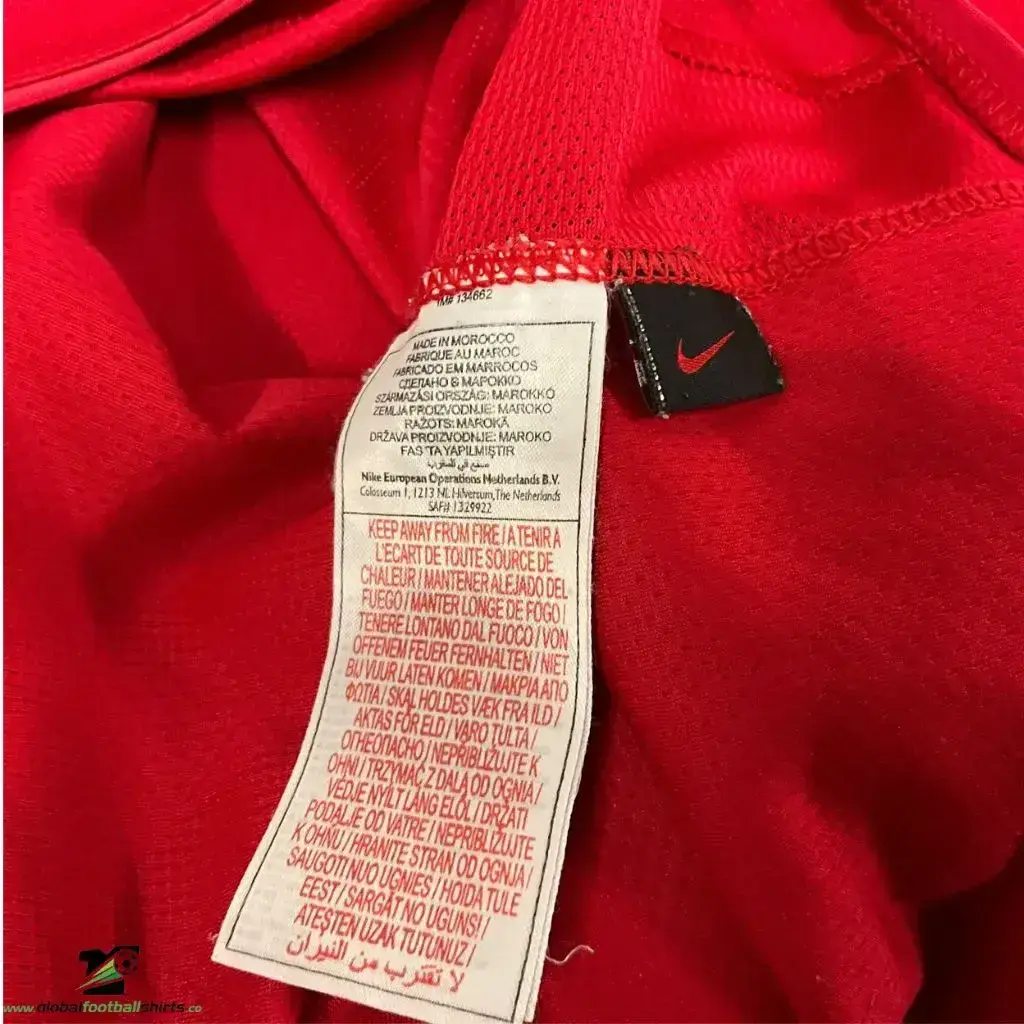 IM# 134662
MADE IN MOROCCO
FABRIQUE AU MAROC
FABRICADO EM MARROCOS
СДЕЛАНО В МАРОККО
SZÁRMAZÁSI ORSZÁG: MAROKKÓ
ZEMLJA PROIZVODNJE: MAROKO
RAŽOTS: MAROKĀ
DRŽAVA PROIZVODNJE: MAROKO
FAS'TA YAPILMIŞTIR
صنع في المغرب
Nike European Operations Netherlands B.V.
Colosseum 1, 1213 NL Hilversum, The Netherlands
SAF# 1329922
KEEP AWAY FROM FIRE / A TENIR A
L'ECART DE TOUTE SOURCE DE
CHALEUR / MANTENER ALEJADO DEL
FUEGO / MANTER LONGE DE FOGO /
TENERE LONTANO DAL FUOCO / VON
OFFENEM FEUER FERNHALTEN / NIET
BIJ VUUR LATEN KOMEN / ΜΑΚΡΙΑ ΑΠΟ
ΦΩΤΙΑ / SKAL HOLDES VÆK FRA ILD /
AKTAS FÖR ELD / VARO TULTA /
ОГНЕОПАСНО / NEPRIBLIŽUJTE K
OHNI / TRZYMAĆ Z DALA OD OGNIA /
VEDJE NYÍLT LÁNG ELŐL / DRŽATI
PODALJE OD VATRE / NEPRIBLIŽUJTE
K OHŇU / HRANITE STRAN OD OGNJA /
SAUGOTI NUO UGNIES / HOIDA TULE
EEST / SARGĀT NO UGUNS! /
ATEŞTEN UZAK TUTUNUZ /
لا تقترب من النيران
www.globalfootballshirts.co